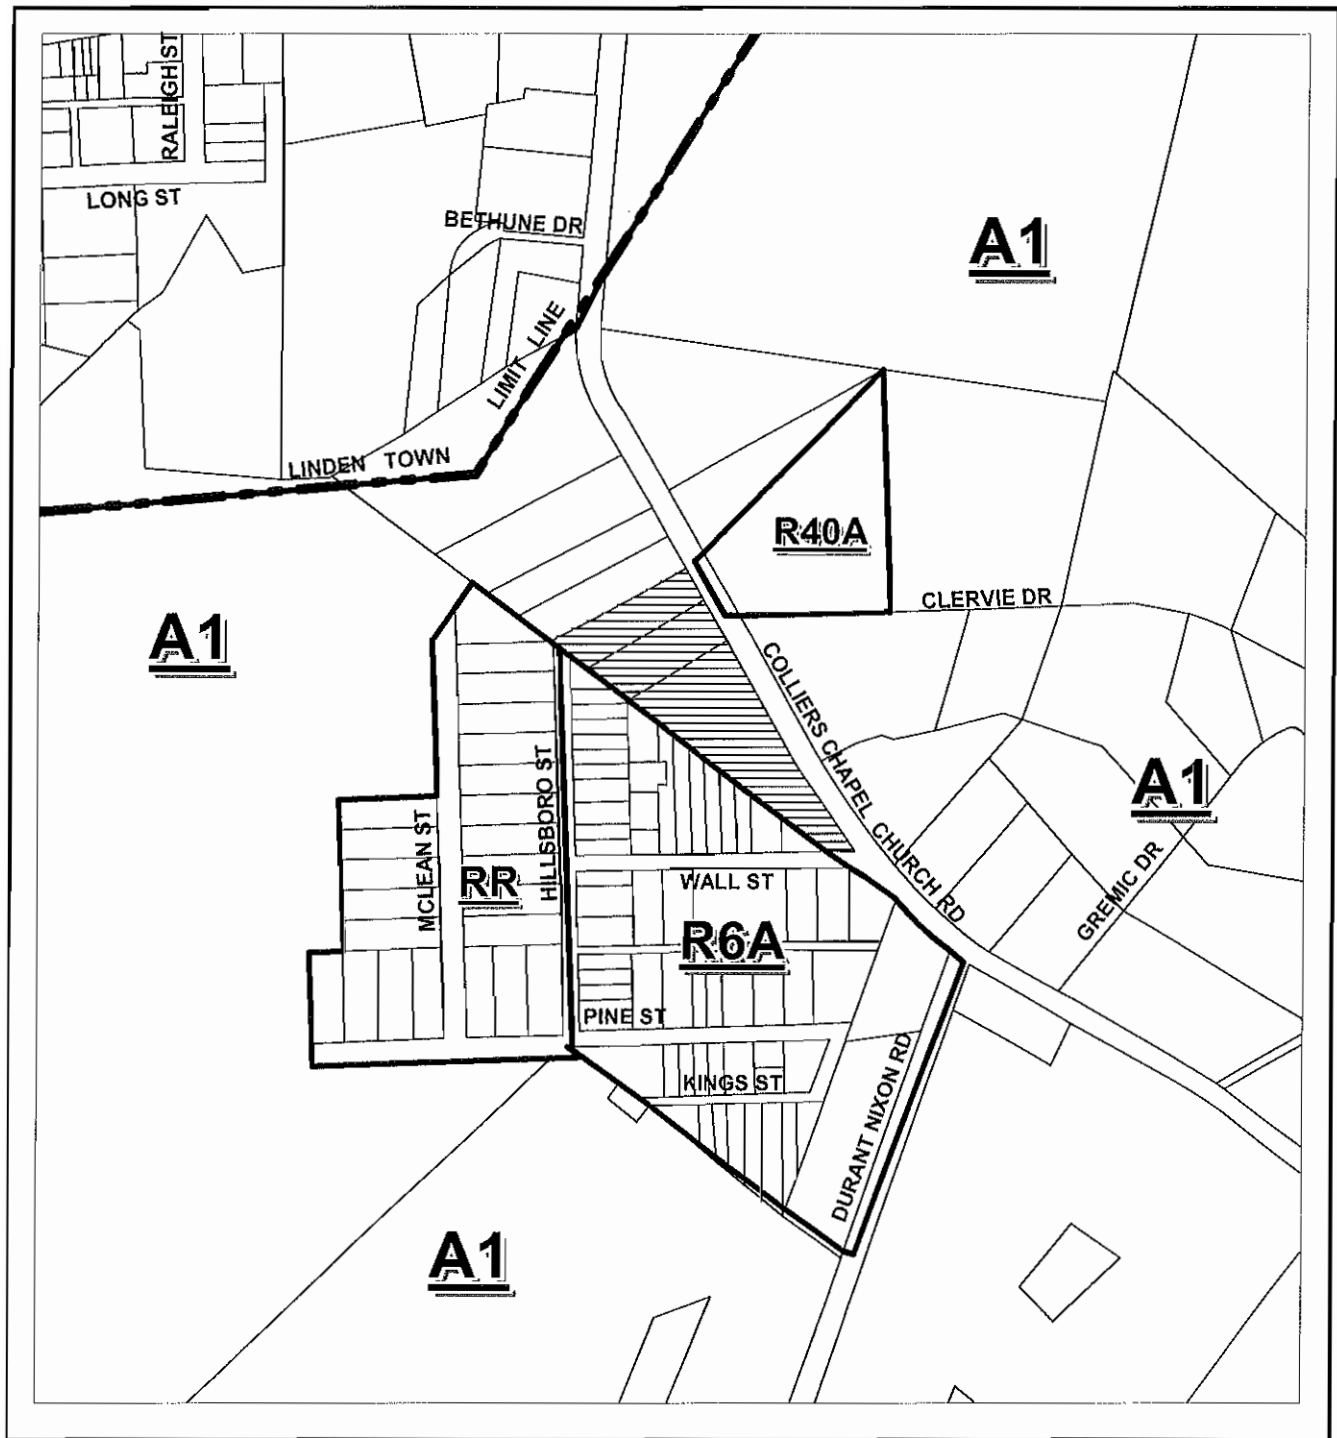 RALEIGH ST
LONG ST
BETHUNE DR
A1
LIMIT LINE
LINDEN TOWN
R40A
CLERVIE DR
A1
COLLIERS CHAPEL CHURCH RD
HILLSBORO ST
A1
MCLEAN ST
RR
WALL ST
GREMIC DR
R6A
PINE ST
KINGS ST
DURANT NIXON RD
A1